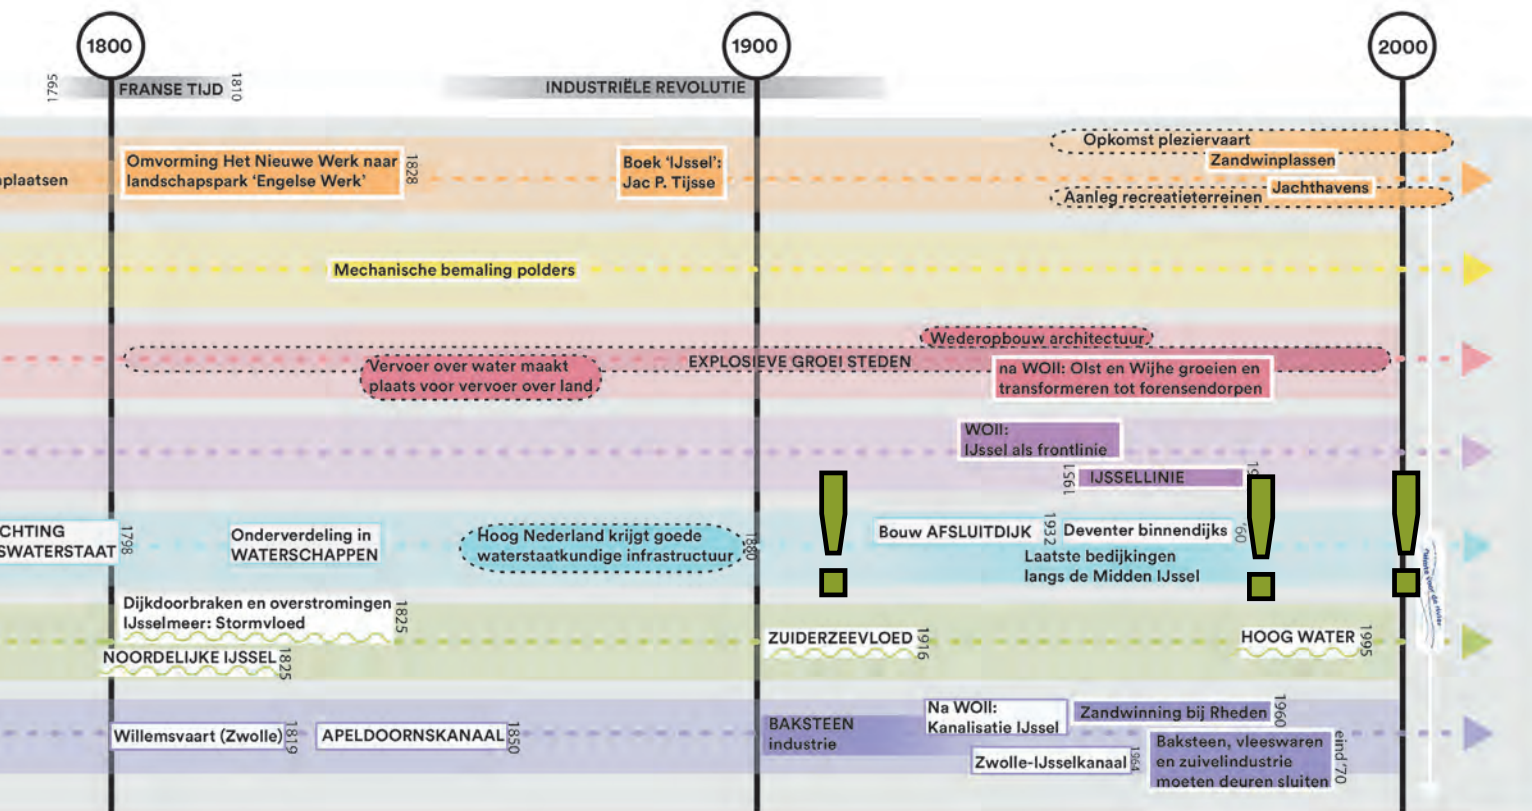 1800
1900
2000
1795
FRANSE TIJD
1810
INDUSTRIËLE REVOLUTIE
plaatsen
Omvorming Het Nieuwe Werk naar
landschapspark ‘Engelse Werk’
1828
Boek ‘IJssel’:
Jac P. Tijsse
Opkomst pleziervaart
Zandwinplassen
Jachthavens
Aanleg recreatieterreinen
Mechanische bemaling polders
Wederopbouw architectuur
EXPLOSIEVE GROEI STEDEN
Vervoer over water maakt
plaats voor vervoer over land
na WOII: Olst en Wijhe groeien en
transformeren tot forensendorpen
WOII:
IJssel als frontlinie
1951
IJSSELLINIE
19
CHTING
SWATERSTAAT
1798
Onderverdeling in
WATERSCHAPPEN
Hoog Nederland krijgt goede
waterstaatkundige infrastructuur
1880
Bouw AFSLUITDIJK
1932
Deventer binnendijks
'60
Laatste bedijkingen
langs de Midden IJssel
Dijkdoorbraken en overstromingen
IJsselmeer: Stormvloed
1825
NOORDELIJKE IJSSEL
1825
ZUIDERZEEVLOED
1916
HOOG WATER
1995
Willemsvaart (Zwolle)
1819
APELDOORNSKANAAL
1850
BAKSTEEN
industrie
Na WOII:
Kanalisatie IJssel
Zandwinning bij Rheden
1960
Zwolle-IJsselkanaal
1964
Baksteen, vleeswaren
en zuivelindustrie
moeten deuren sluiten
eind '70